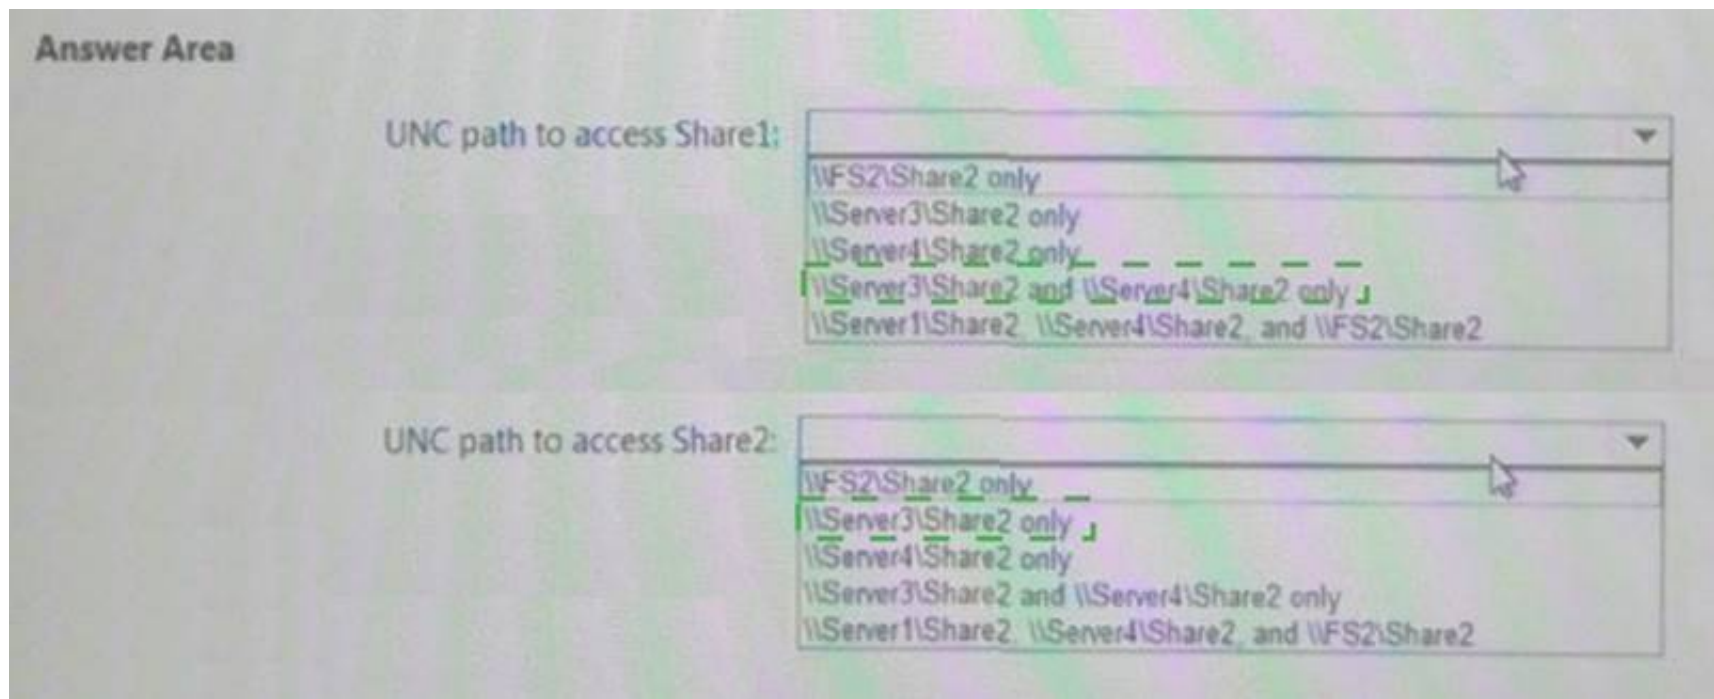 Answer Area
UNC path to access Share1:
\\FS2\Share2 only
\\Server3\Share2 only
\\Server4\Share2 only
\\Server3\Share2 and \\Server4\Share2 only
\\Server1\Share2, \\Server4\Share2, and \\FS2\Share2
UNC path to access Share2:
\\FS2\Share2 only
\\Server3\Share2 only
\\Server4\Share2 only
\\Server3\Share2 and \\Server4\Share2 only
\\Server1\Share2, \\Server4\Share2, and \\FS2\Share2